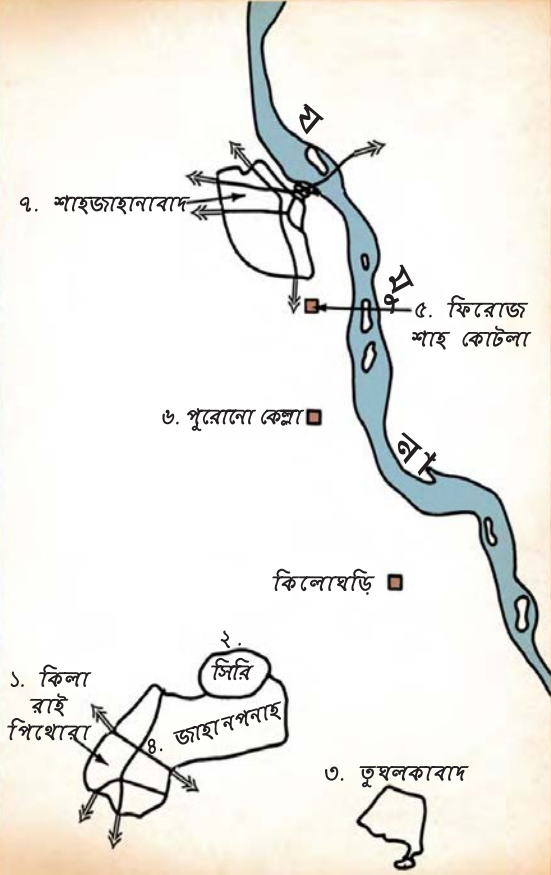 য
৭. শাহজাহানাবাদ
মু
৫. ফিরোজ
শাহ কোটলা
৬. পুরোনো কেল্লা
না
কিলোঘড়ি
২.
সিরি
১. কিলা
রাই
পিথোরা
৪. জাহানপনাহ
৩. তুঘলকাবাদ